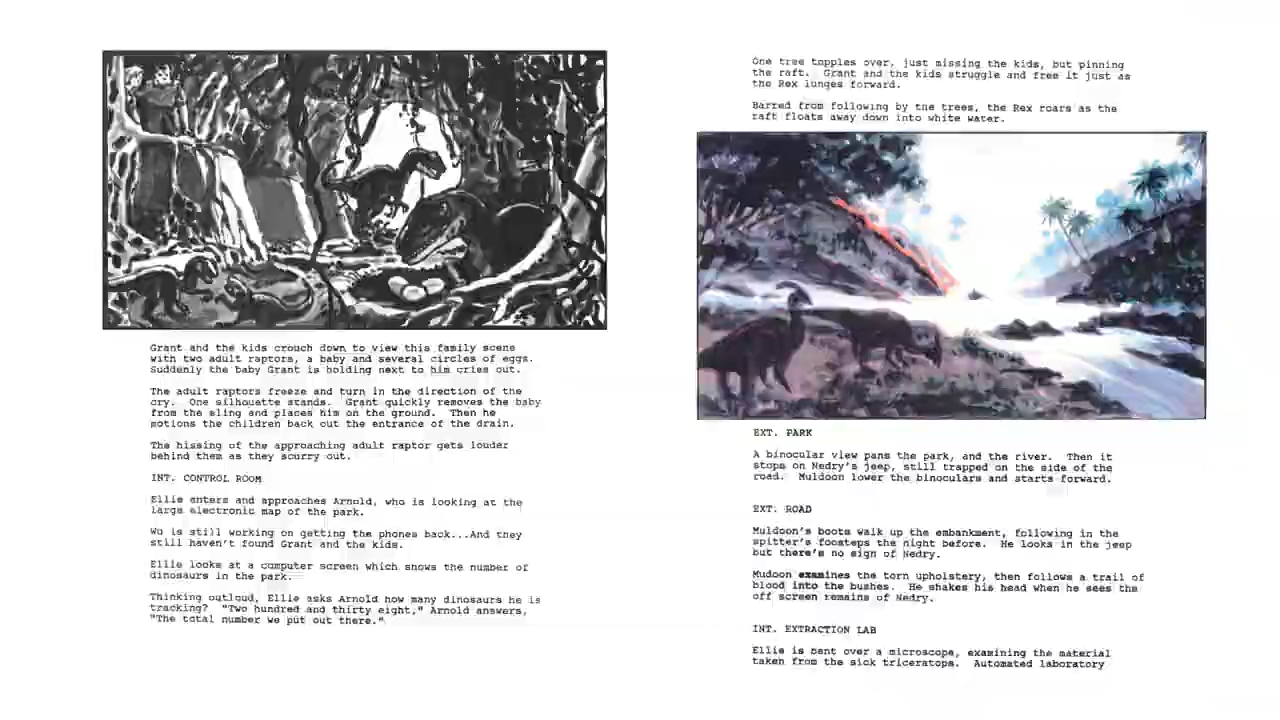 Grant and the kids crouch down to view this family scene
with two adult raptors, a baby and several circles of eggs.
Suddenly the baby Grant is holding next to him cries out.
The adult raptors freeze and turn in the direction of the
cry. One silhouette stands. Grant quickly removes the baby
from the sling and places him on the ground. Then he
motions the children back out the entrance of the drain.
The hissing of the approaching adult raptor gets louder
behind them as they scurry out.
INT. CONTROL ROOM
Ellie enters and approaches Arnold, who is looking at the
large electronic map of the park.
Wu is still working on getting the phones back...And they
still haven't found Grant and the kids.
Ellie looks at a computer screen which shows the number of
dinosaurs in the park.
Thinking outloud, Ellie asks Arnold how many dinosaurs he is
tracking? "Two hundred and thirty eight," Arnold answers,
"The total number we put out there."
One tree topples over, just missing the kids, but pinning
the raft. Grant and the kids struggle and free it just as
the Rex lunges forward.
Barred from following by the trees, the Rex roars as the
raft floats away down into white water.
EXT. PARK
A binocular view pans the park, and the river. Then it
stops on Nedry's jeep, still trapped on the side of the
road. Muldoon lower the binoculars and starts forward.
EXT. ROAD
Muldoon's boots walk up the embankment, following in the
spitter's foosteps the night before. He looks in the jeep
but there's no sign of Nedry.
Mudoon examines the torn upholstery, then follows a trail of
blood into the bushes. He shakes his head when he sees the
off screen remains of Nedry.
INT. EXTRACTION LAB
Ellie is bent over a microscope, examining the material
taken from the sick triceratops. Automated laboratory